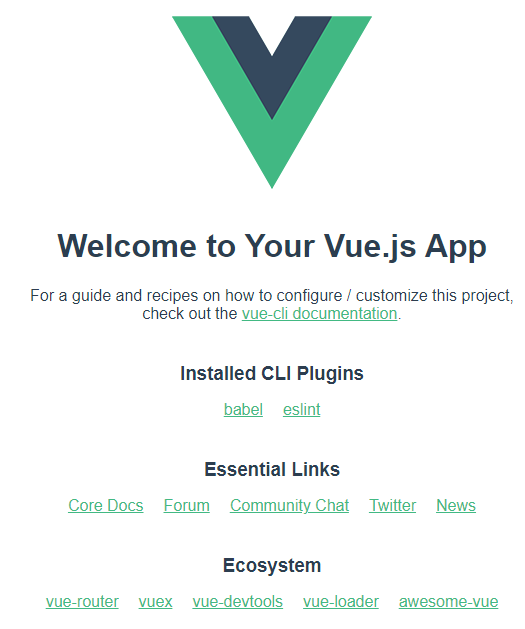 Welcome to Your Vue.js App
For a guide and recipes on how to configure / customize this project,
check out the vue-cli documentation.
Installed CLI Plugins
babel eslint
Essential Links
Core Docs Forum Community Chat Twitter News
Ecosystem
vue-router vuex vue-devtools vue-loader awesome-vue